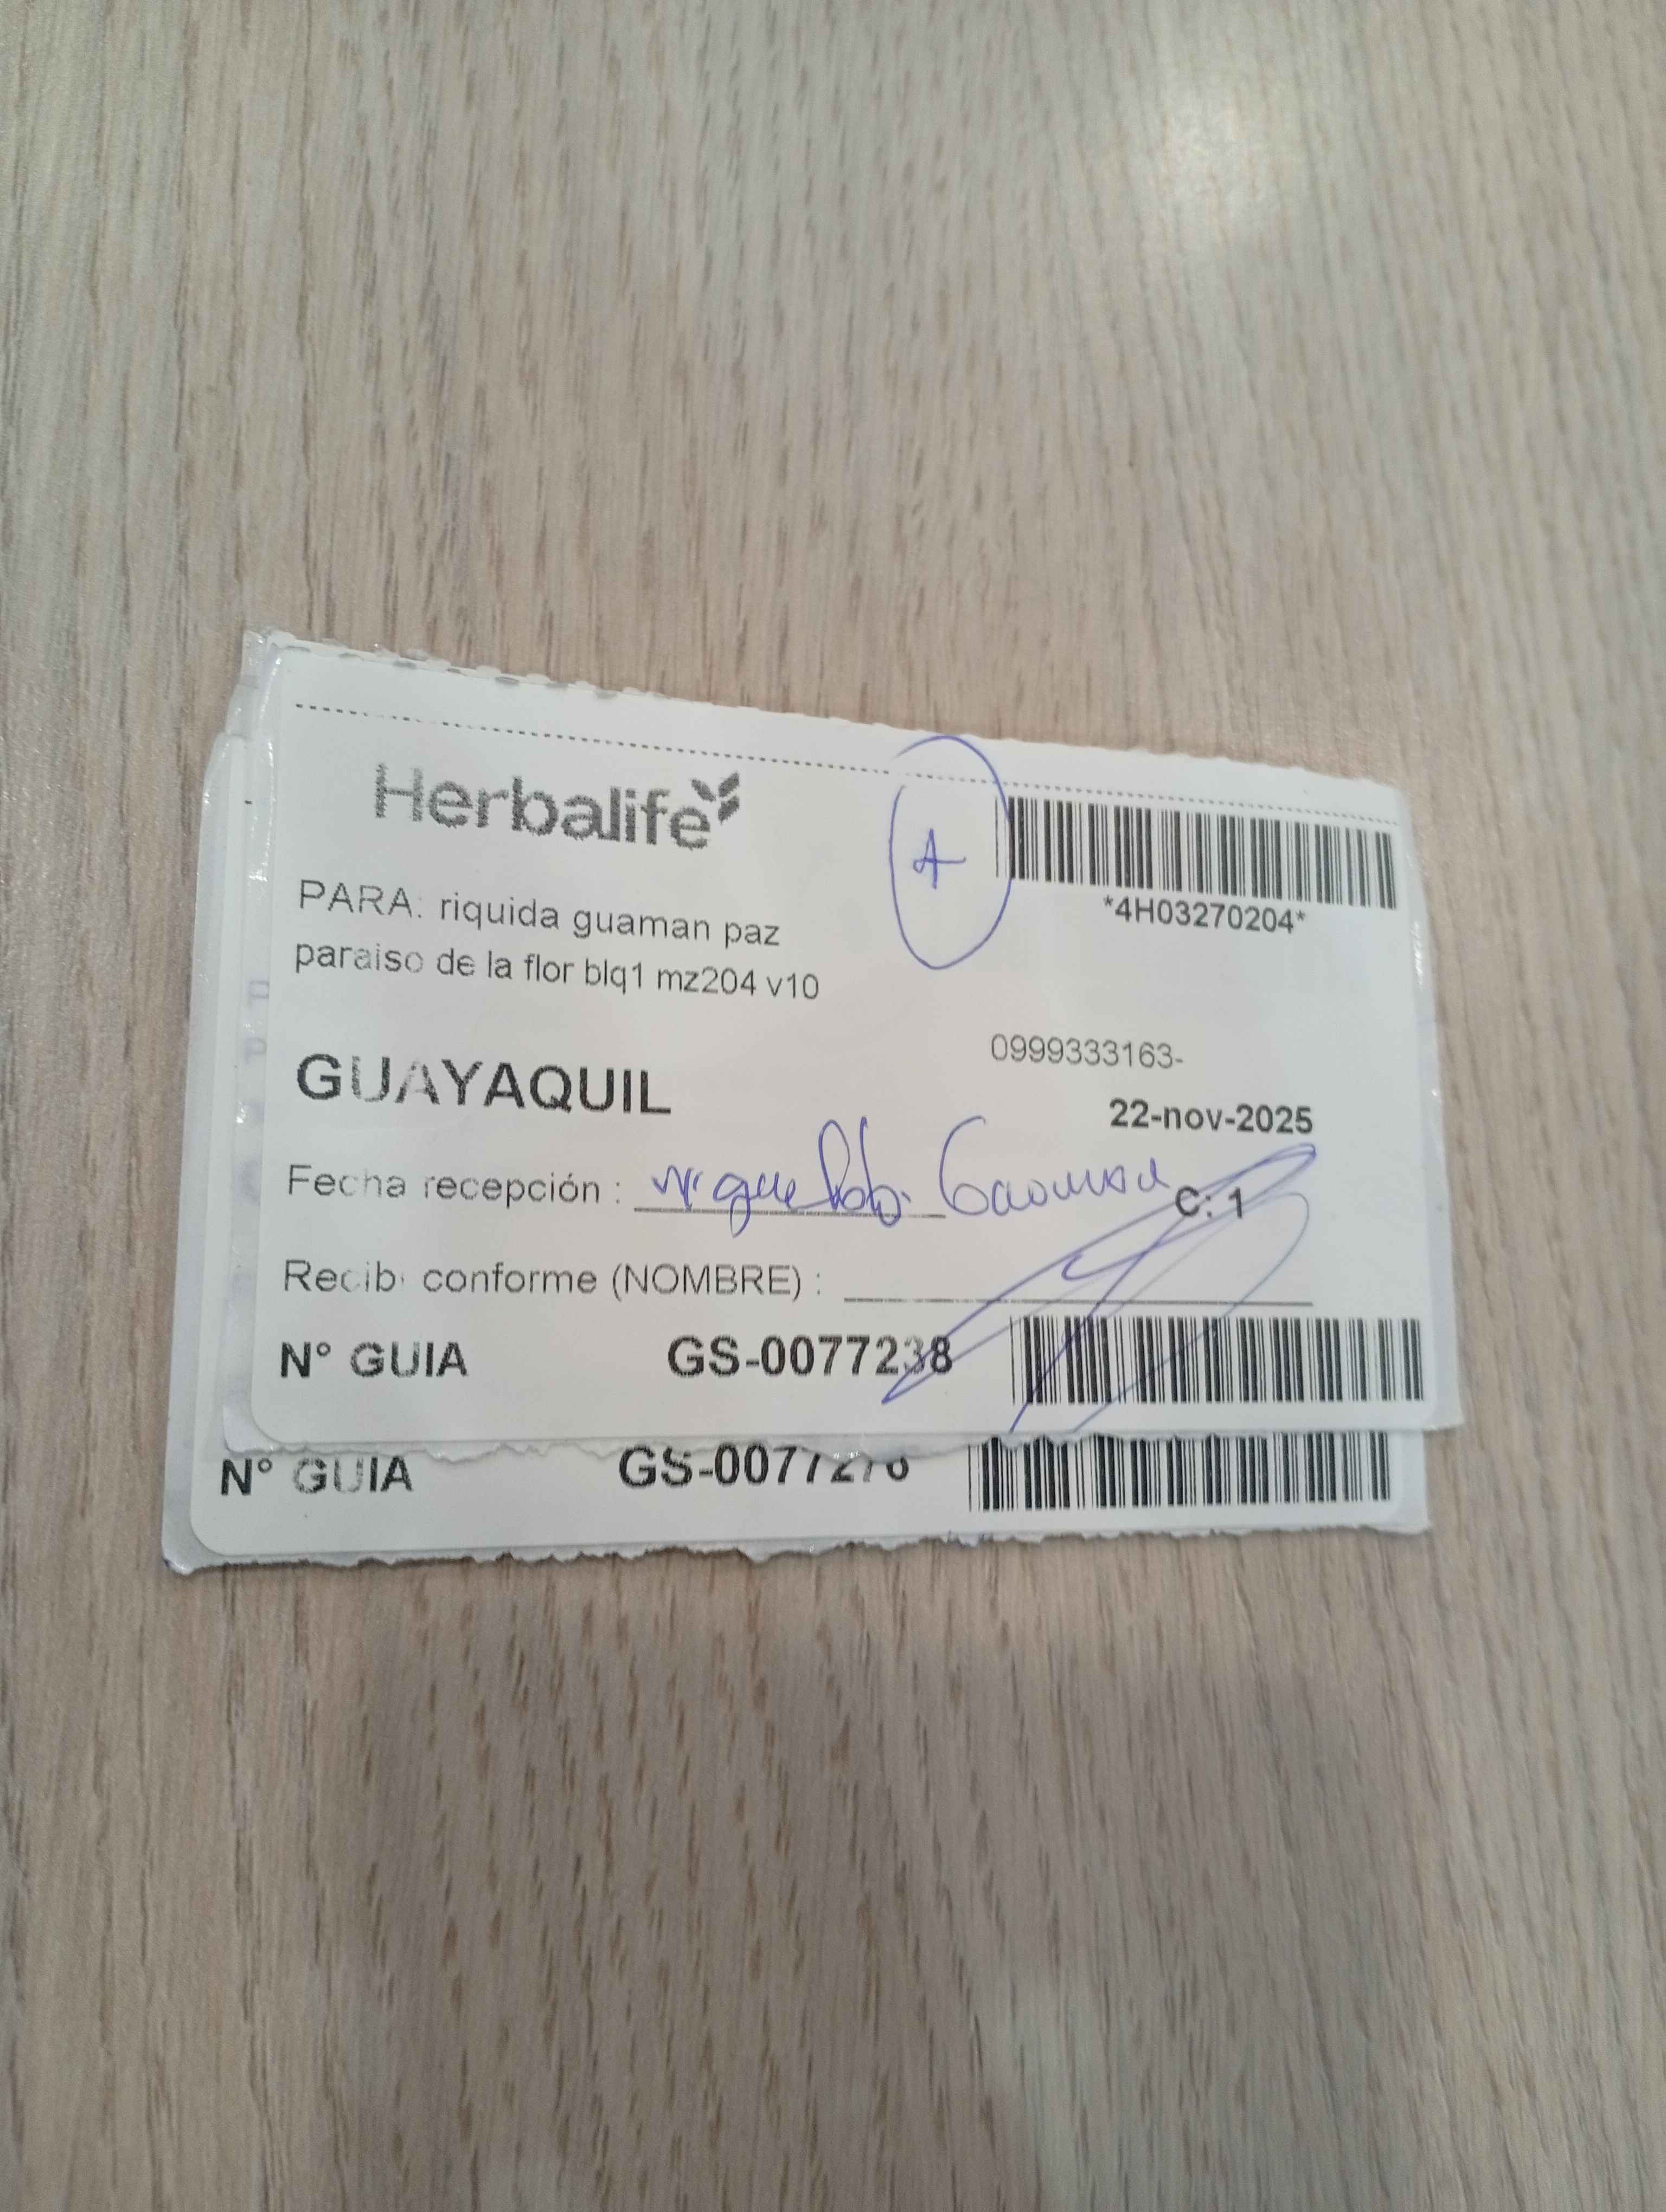 Herbalife
A
*4H03270204*
PARA: riquida guaman paz
paraiso de la flor blq1 mz204 v10
0999333163-
GUAYAQUIL
22-nov-2025
Fecha recepción :
C: 1
Recibi conforme (NOMBRE) :
N° GUIA GS-0077238
N° GUIA